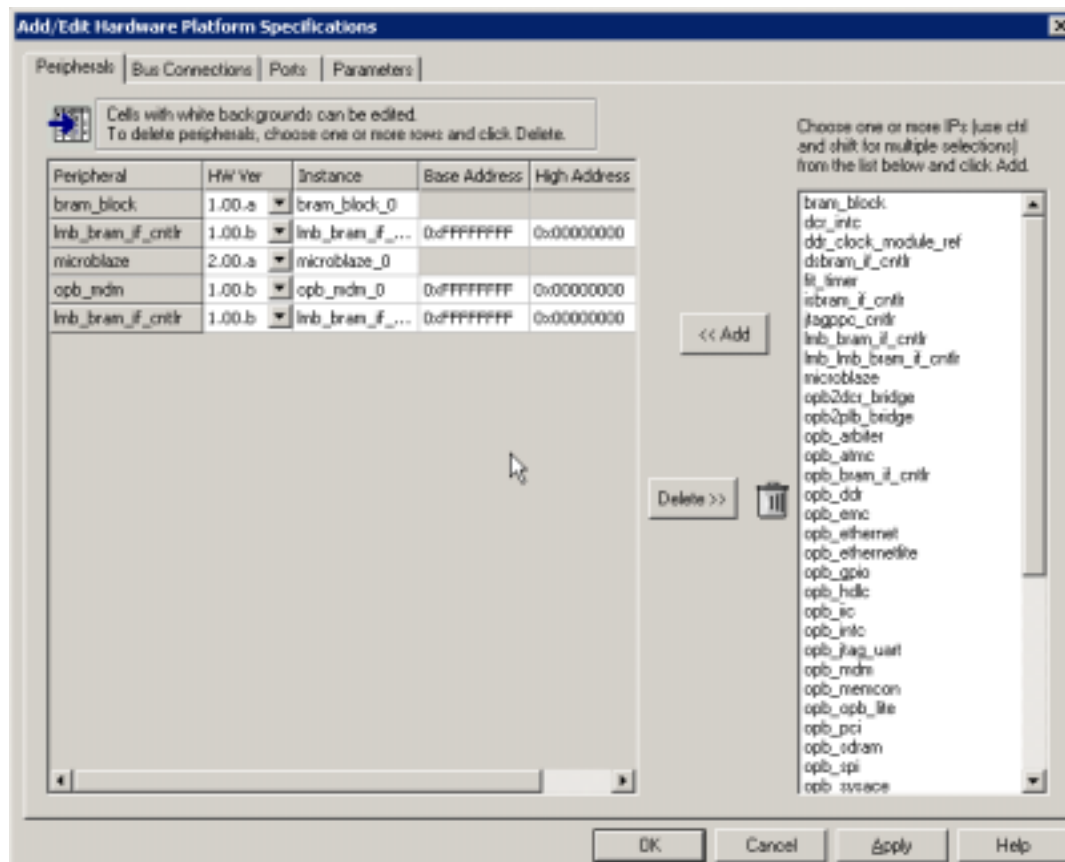 Add/Edit Hardware Platform Specifications
Peripherals Bus Connections Ports Parameters
Cells with white backgrounds can be edited.
To delete peripherals, choose one or more rows and click Delete.
Peripheral HW Ver Instance Base Address High Address
bram_block 1.00.a bram_block_0
lmb_bram_if_cntlr 1.00.b lmb_bram_if_... 0xFFFFFFFF 0x00000000
microblaze 2.00.a microblaze_0
opb_mdm 1.00.b opb_mdm_0 0xFFFFFFFF 0x00000000
lmb_bram_if_cntlr 1.00.b lmb_bram_if_... 0xFFFFFFFF 0x00000000
<< Add
Delete >>
Choose one or more IPs (use ctrl
and shift for multiple selections)
from the list below and click Add.
bram_block
dcr_intc
ddr_clock_module_ref
dsbram_if_cntlr
fit_timer
isbram_if_cntlr
jtagppc_cntlr
lmb_bram_if_cntlr
lmb_lmb_bram_if_cntlr
microblaze
opb2dcr_bridge
opb2plb_bridge
opb_arbiter
opb_atmc
opb_bram_if_cntlr
opb_ddr
opb_emc
opb_ethernet
opb_ethernetlite
opb_gpio
opb_hdlc
opb_iic
opb_intc
opb_jtag_uart
opb_mdm
opb_memcon
opb_opb_lite
opb_pci
opb_sdram
opb_spi
opb_sysace
OK Cancel Apply Help